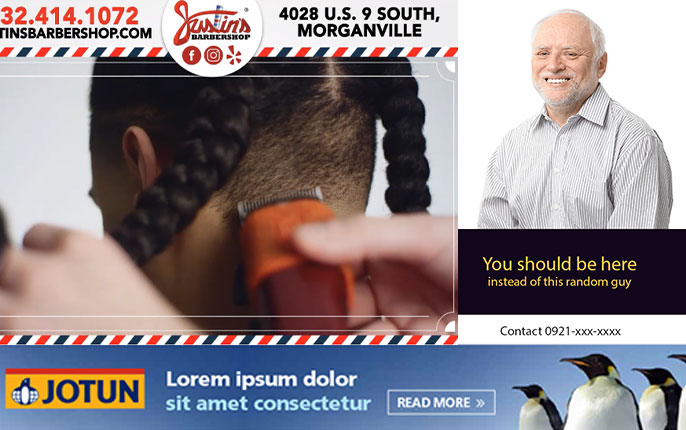 32.414.1072
TINSBARBERSHOP.COM
Justin's
BARBERSHOP
4028 U.S. 9 SOUTH,
MORGANVILLE
You should be here
instead of this random guy
Contact 0921-xxx-xxxx
JOTUN
Lorem ipsum dolor
sit amet consectetur
READ MORE »